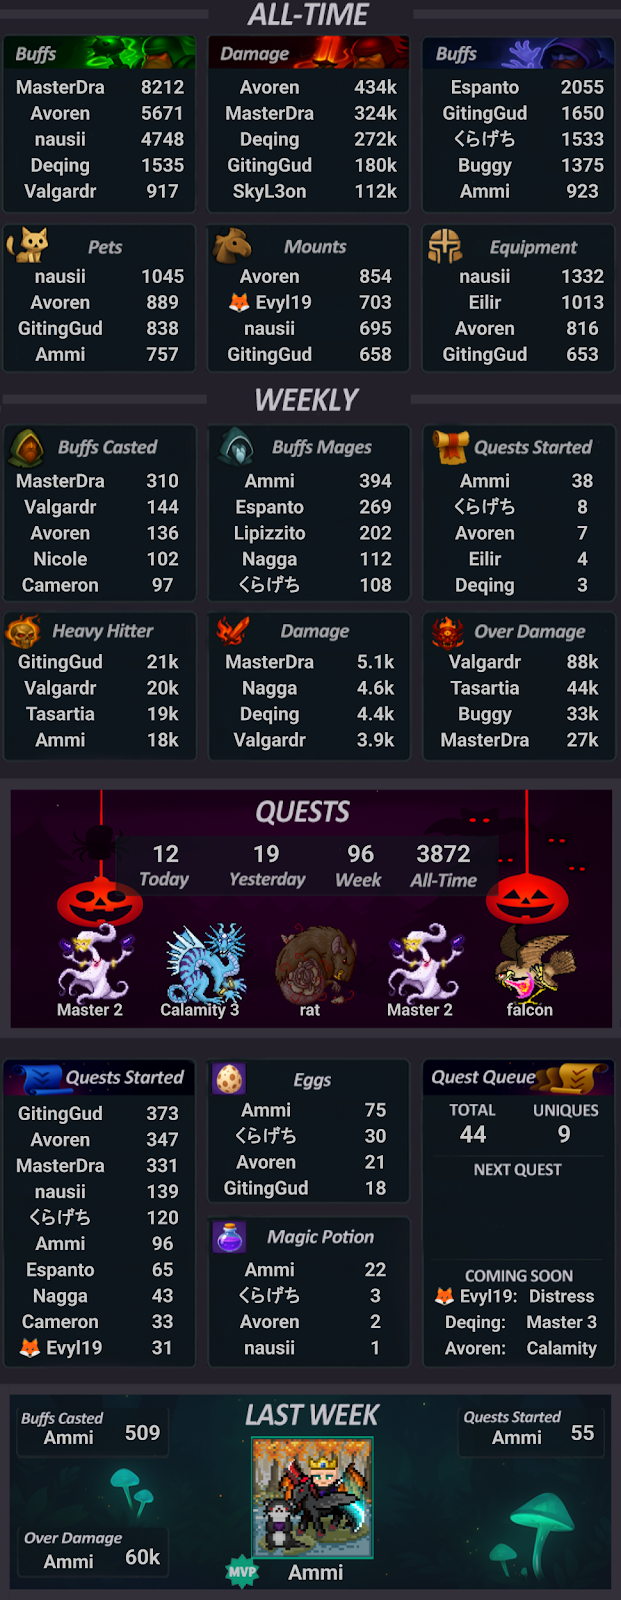 ALL-TIME
Buffs
MasterDra 8212
Avoren 5671
nausii 4748
Deqing 1535
Valgardr 917
Damage
Avoren 434k
MasterDra 324k
Deqing 272k
GitingGud 180k
SkyL3on 112k
Buffs
Espanto 2055
GitingGud 1650
くらげち 1533
Buggy 1375
Ammi 923
Pets
nausii 1045
Avoren 889
GitingGud 838
Ammi 757
Mounts
Avoren 854
🦊 Evyl19 703
nausii 695
GitingGud 658
Equipment
nausii 1332
Eilir 1013
Avoren 816
GitingGud 653
WEEKLY
Buffs Casted
MasterDra 310
Valgardr 144
Avoren 136
Nicole 102
Cameron 97
Buffs Mages
Ammi 394
Espanto 269
Lipizzito 202
Nagga 112
くらげち 108
Quests Started
Ammi 38
くらげち 8
Avoren 7
Eilir 4
Deqing 3
Heavy Hitter
GitingGud 21k
Valgardr 20k
Tasartia 19k
Ammi 18k
Damage
MasterDra 5.1k
Nagga 4.6k
Deqing 4.4k
Valgardr 3.9k
Over Damage
Valgardr 88k
Tasartia 44k
Buggy 33k
MasterDra 27k
QUESTS
12 19 96 3872
Today Yesterday Week All-Time
Master 2 Calamity 3 rat Master 2 falcon
Quests Started
GitingGud 373
Avoren 347
MasterDra 331
nausii 139
くらげち 120
Ammi 96
Espanto 65
Nagga 43
Cameron 33
🦊 Evyl19 31
Eggs
Ammi 75
くらげち 30
Avoren 21
GitingGud 18
Magic Potion
Ammi 22
くらげち 3
Avoren 2
nausii 1
Quest Queue
TOTAL UNIQUES
44 9
NEXT QUEST
COMING SOON
🦊 Evyl19: Distress
Deqing: Master 3
Avoren: Calamity
LAST WEEK
Buffs Casted
Ammi 509
Quests Started
Ammi 55
Over Damage
Ammi 60k
MVP
Ammi